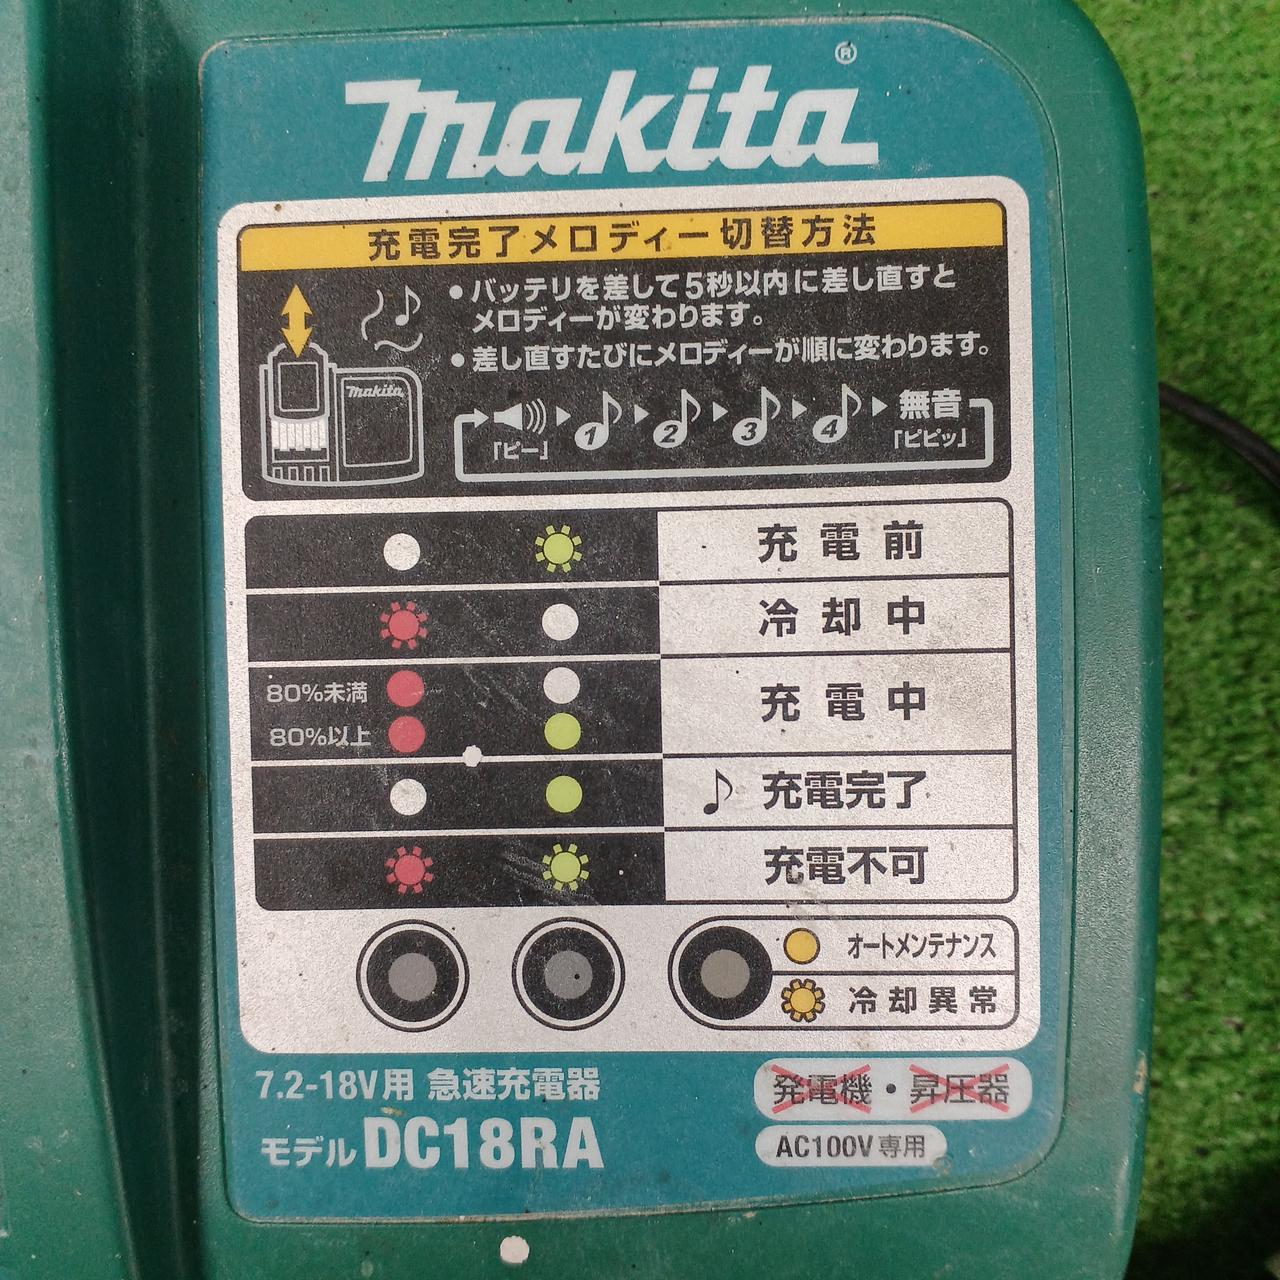 makita®
充電完了メロディー切替方法
•バッテリを差して5秒以内に差し直すと
メロディーが変わります。
•差し直すたびにメロディーが順に変わります。
makita
1 2 3 4 無音
「ピー」 「ピピッ」
充電前
冷却中
80%未満
80%以上
充電中
充電完了
充電不可
オートメンテナンス
冷却異常
7.2-18V用 急速充電器
モデル DC18RA
発電機・昇圧器
AC100V専用